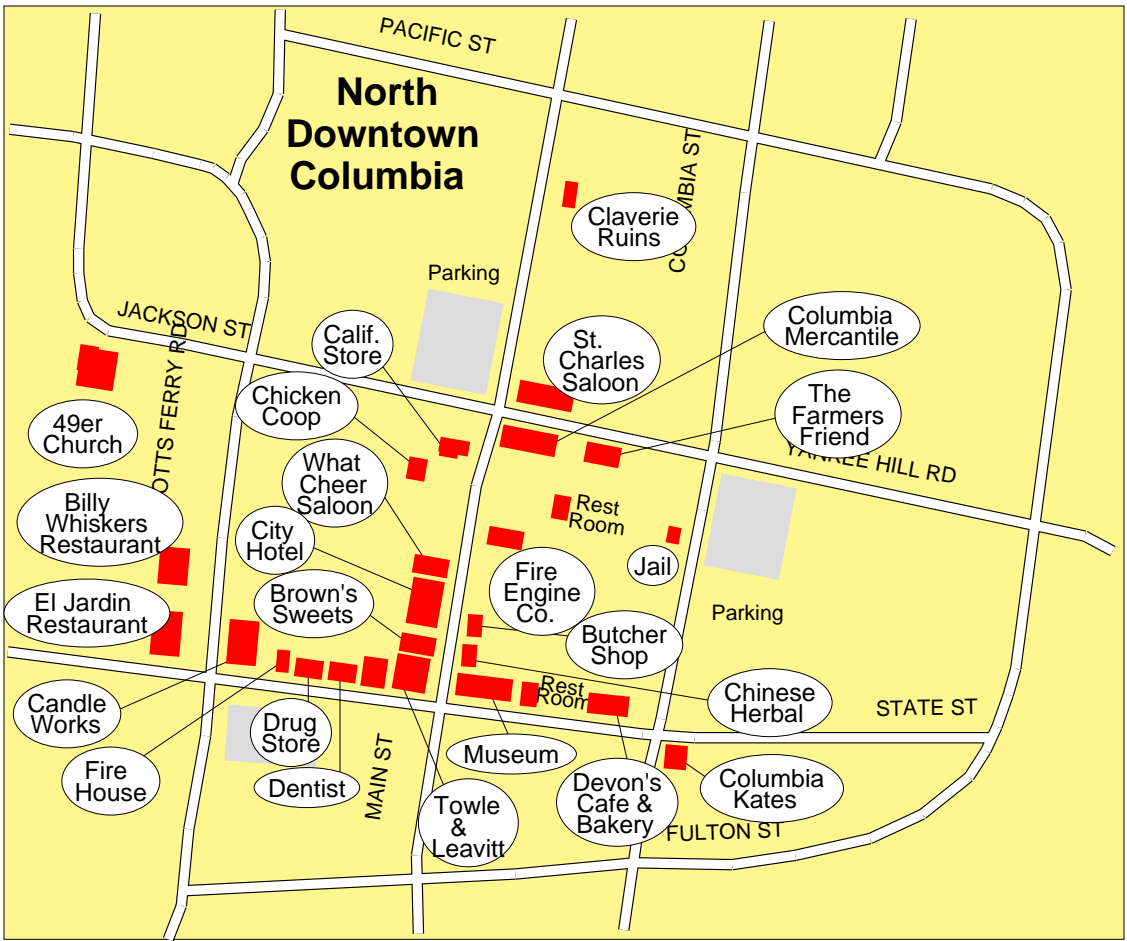 PACIFIC ST
North
Downtown
Columbia
COLUMBIA ST
Claverie
Ruins
Parking
JACKSON ST
OTTS FERRY RD
Calif.
Store
St.
Charles
Saloon
Columbia
Mercantile
Chicken
Coop
The
Farmers
Friend
49er
Church
YANKEE HILL RD
What
Cheer
Saloon
Billy
Whiskers
Restaurant
Rest
Room
City
Hotel
Jail
Fire
Engine
Co.
Brown's
Sweets
El Jardin
Restaurant
Parking
Butcher
Shop
Candle
Works
Rest
Room
Chinese
Herbal
STATE ST
Drug
Store
Museum
MAIN ST
Fire
House
Dentist
Devon's
Cafe &
Bakery
Columbia
Kates
Towle
&
Leavitt
FULTON ST